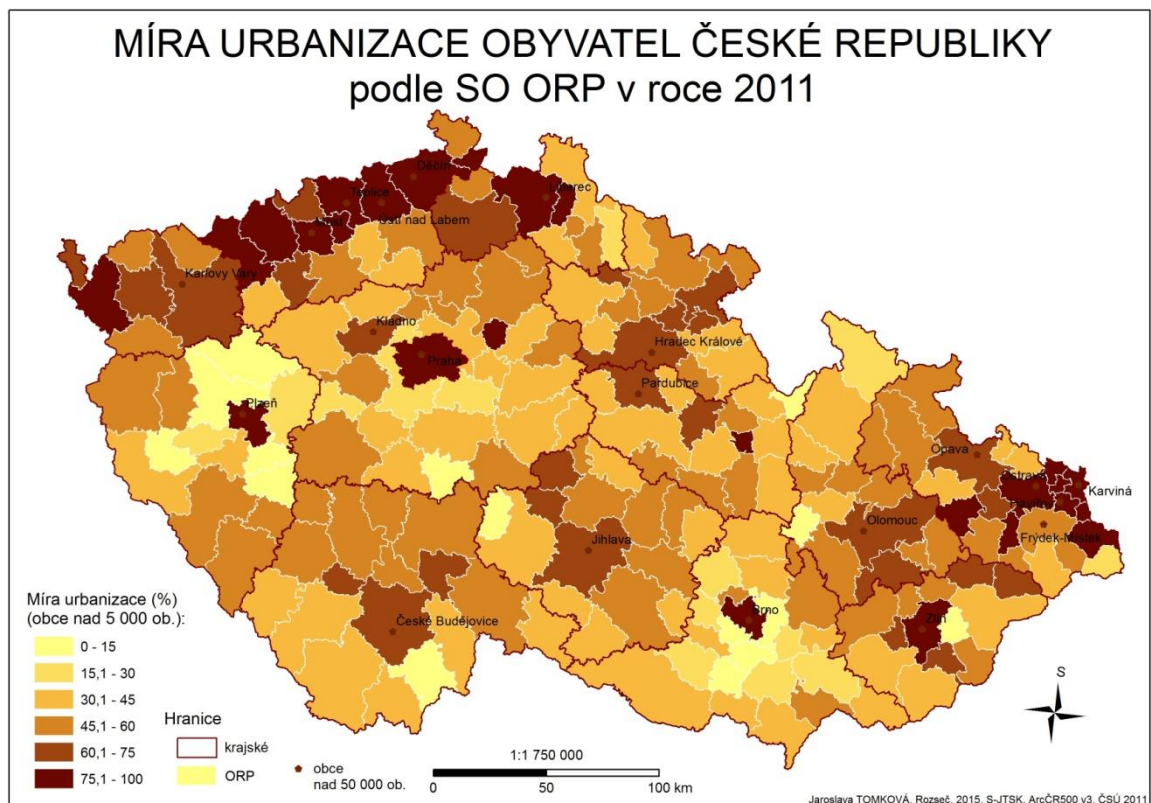 MÍRA URBANIZACE OBYVATEL ČESKÉ REPUBLIKY
podle SO ORP v roce 2011
Děčín
Teplice
Liberec
Most
Ústí nad Labem
Karlovy Vary
Kladno
Praha
Hradec Králové
Pardubice
Plzeň
Opava
Ostrava
Karviná
Havířov
Frýdek-Místek
Olomouc
Jihlava
Brno
Zlín
České Budějovice
Míra urbanizace (%)
(obce nad 5 000 ob.):
0 - 15
15,1 - 30
30,1 - 45
45,1 - 60
60,1 - 75
75,1 - 100
Hranice
krajské
ORP
obce
nad 50 000 ob.
1:1 750 000
0 50 100 km
S
Jaroslava TOMKOVÁ, Rozseč, 2015, S-JTSK, ArcČR500 v3, ČSÚ 2011